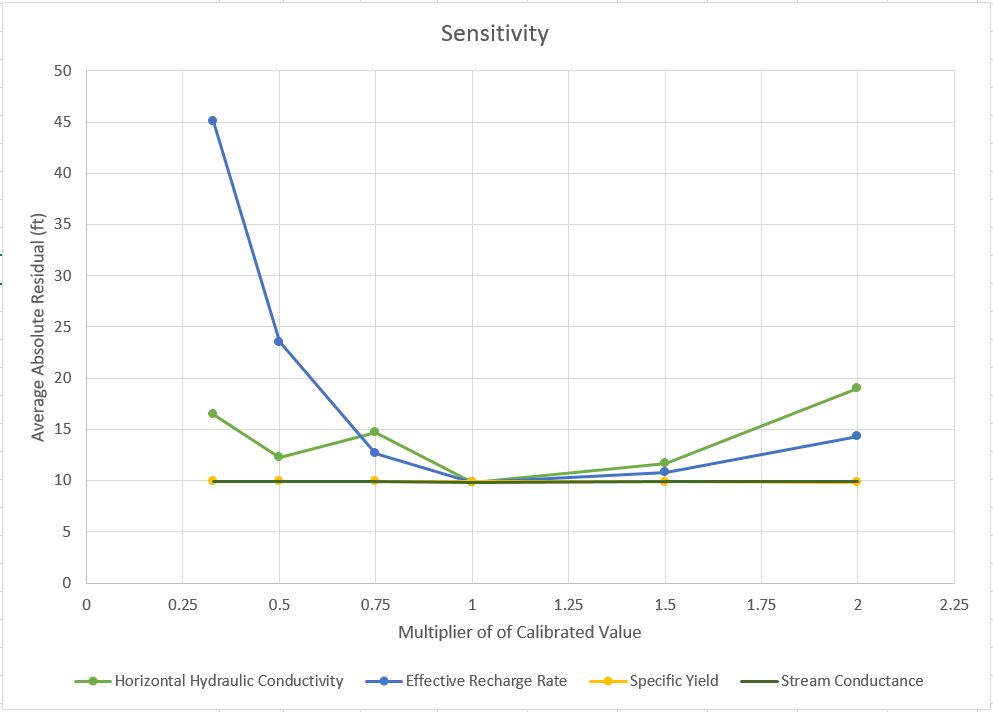 Sensitivity
50
45
40
35
30
25
20
15
10
5
0
Average Absolute Residual (ft)
0 0.25 0.5 0.75 1 1.25 1.5 1.75 2 2.25
Multiplier of of Calibrated Value
Horizontal Hydraulic Conductivity Effective Recharge Rate Specific Yield Stream Conductance